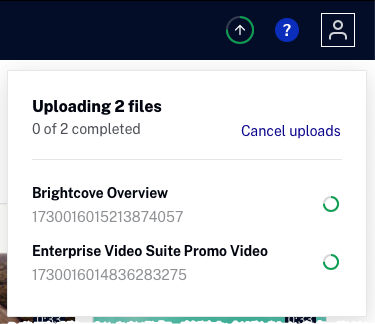 ?
Uploading 2 files
0 of 2 completed
Cancel uploads
Brightcove Overview
1730016015213874057
Enterprise Video Suite Promo Video
1730016014836283275